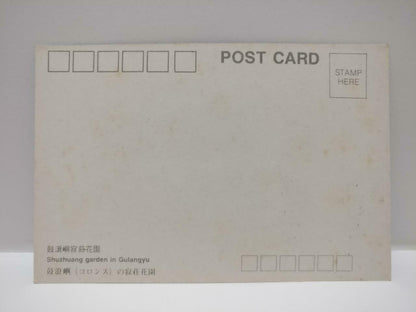 POST CARD
STAMP
HERE
鼓浪嶼菽莊花園
Shuzhuang garden in Gulangyu
鼓浪嶼（コロンス）の菽荘花園